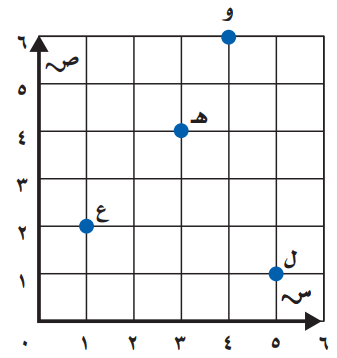 و
٦
ص
٥
هـ
٤
٣
ع
٢
ل
١
س
٠ ١ ٢ ٣ ٤ ٥ ٦